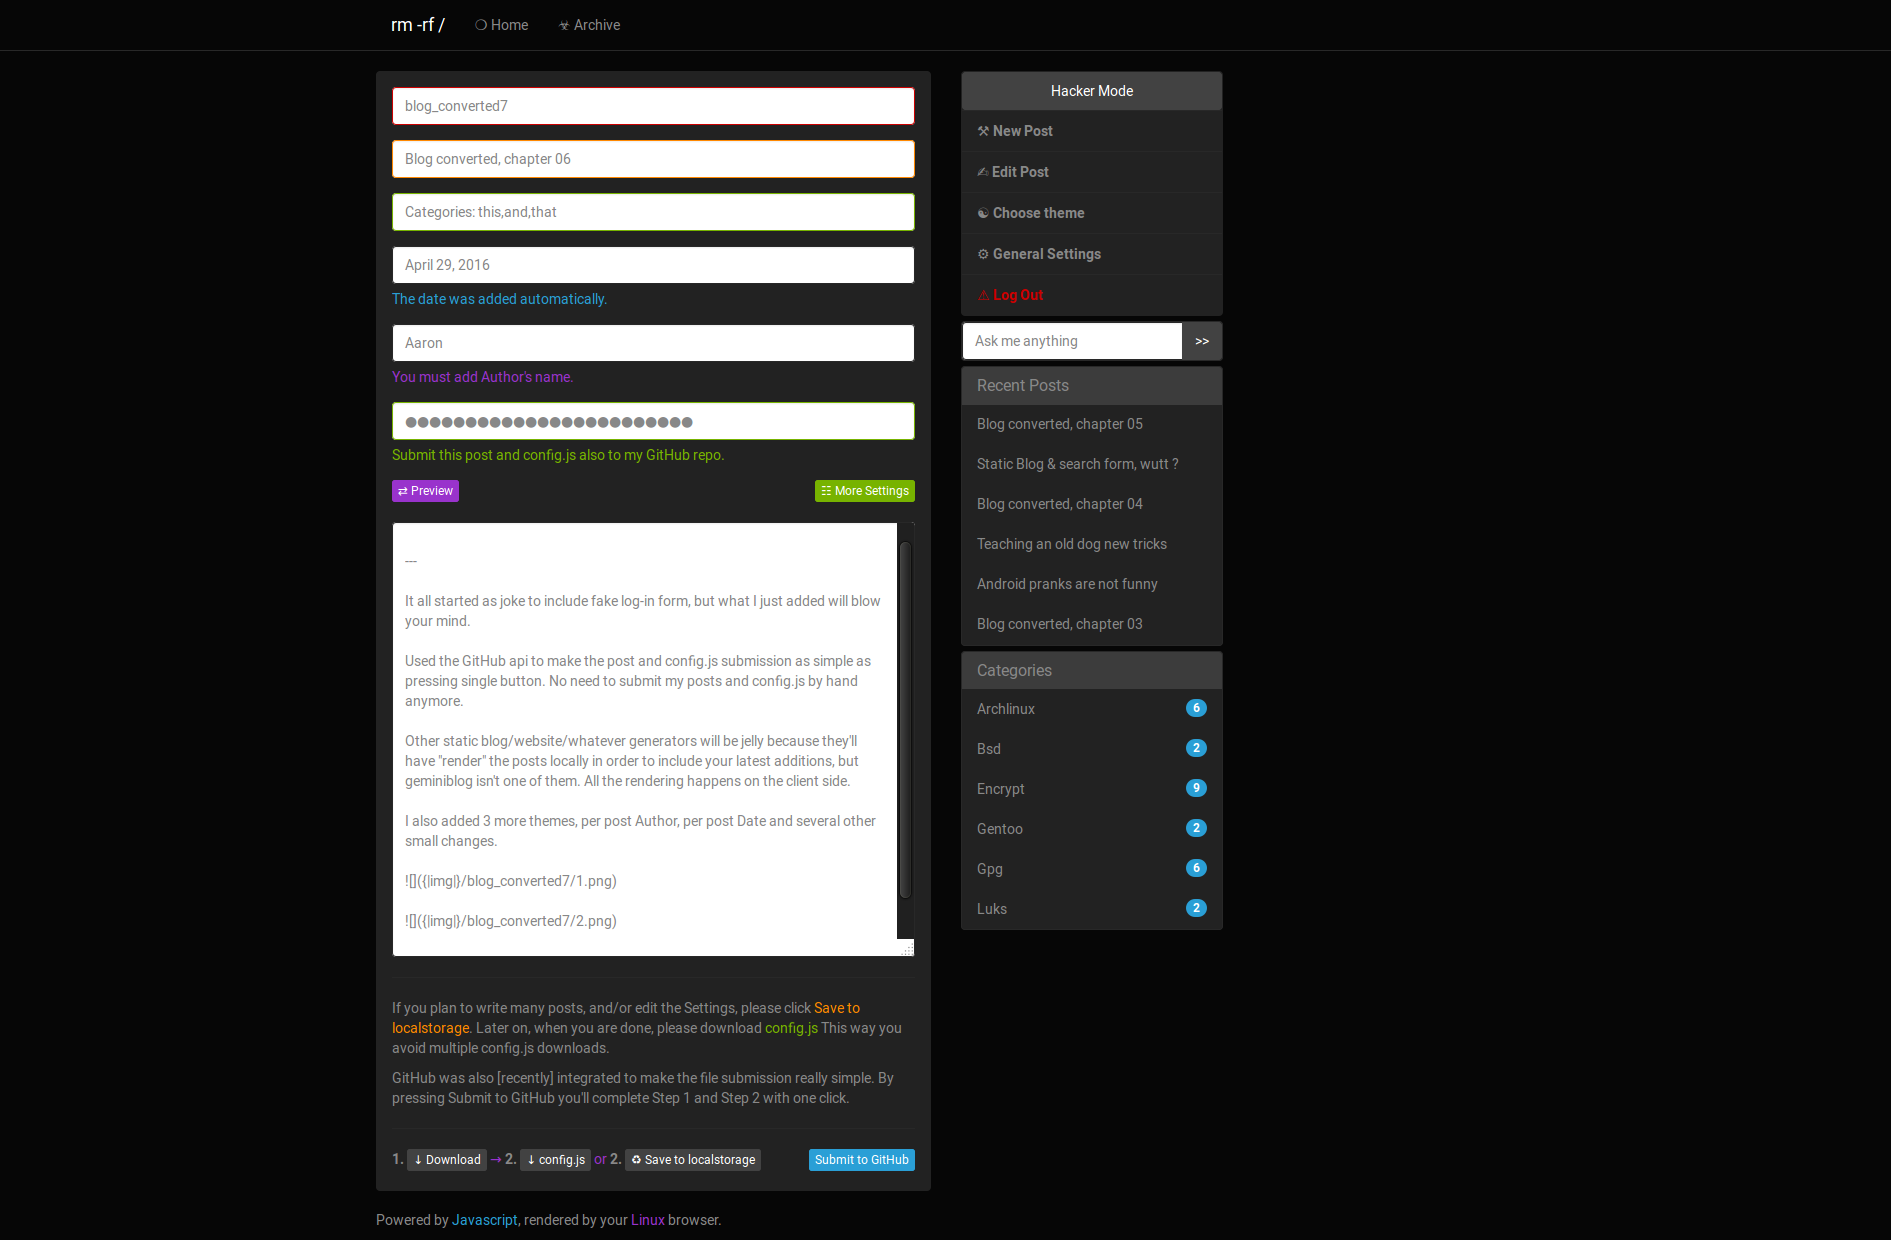 rm -rf / ❍ Home ☣ Archive
blog_converted7
Blog converted, chapter 06
Categories: this,and,that
April 29, 2016
The date was added automatically.
Aaron
You must add Author's name.
●●●●●●●●●●●●●●●●●●●●●●●●
Submit this post and config.js also to my GitHub repo.
⇄ Preview
☷ More Settings
---
It all started as joke to include fake log-in form, but what I just added will blow
your mind.
Used the GitHub api to make the post and config.js submission as simple as
pressing single button. No need to submit my posts and config.js by hand
anymore.
Other static blog/website/whatever generators will be jelly because they'll
have "render" the posts locally in order to include your latest additions, but
geminiblog isn't one of them. All the rendering happens on the client side.
I also added 3 more themes, per post Author, per post Date and several other
small changes.
![]({|img|}/blog_converted7/1.png)
![]({|img|}/blog_converted7/2.png)
If you plan to write many posts, and/or edit the Settings, please click Save to
localstorage. Later on, when you are done, please download config.js This way you
avoid multiple config.js downloads.
GitHub was also [recently] integrated to make the file submission really simple. By
pressing Submit to GitHub you'll complete Step 1 and Step 2 with one click.
1. ↓ Download → 2. ↓ config.js or 2. ♻ Save to localstorage
Submit to GitHub
Hacker Mode
⚒ New Post
✍ Edit Post
☯ Choose theme
⚙ General Settings
⚠ Log Out
Ask me anything >>
Recent Posts
Blog converted, chapter 05
Static Blog & search form, wutt ?
Blog converted, chapter 04
Teaching an old dog new tricks
Android pranks are not funny
Blog converted, chapter 03
Categories
Archlinux 6
Bsd 2
Encrypt 9
Gentoo 2
Gpg 6
Luks 2
Powered by Javascript, rendered by your Linux browser.